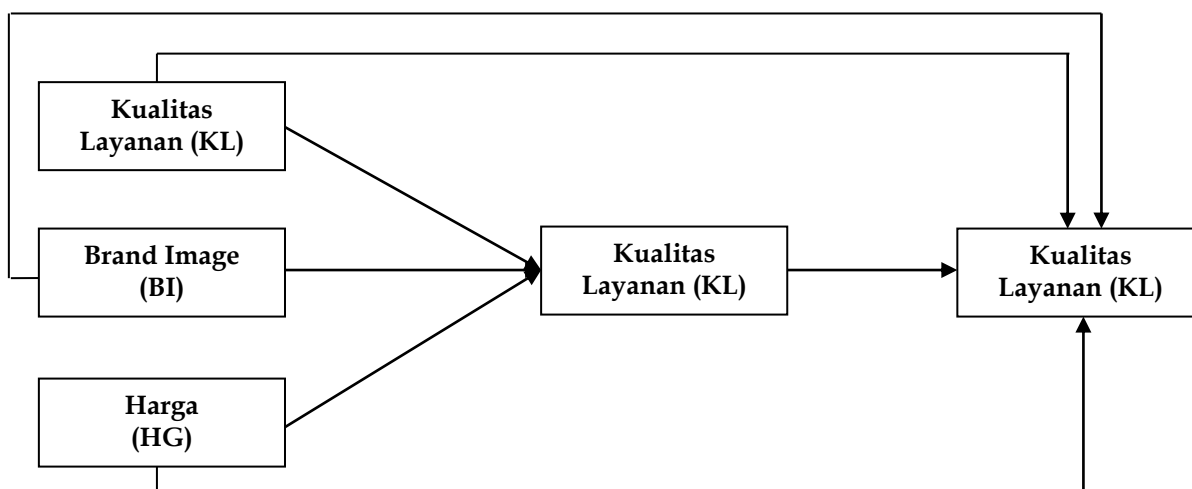 Kualitas
Layanan (KL)
Brand Image
(BI)
Harga
(HG)
Kualitas
Layanan (KL)
Kualitas
Layanan (KL)